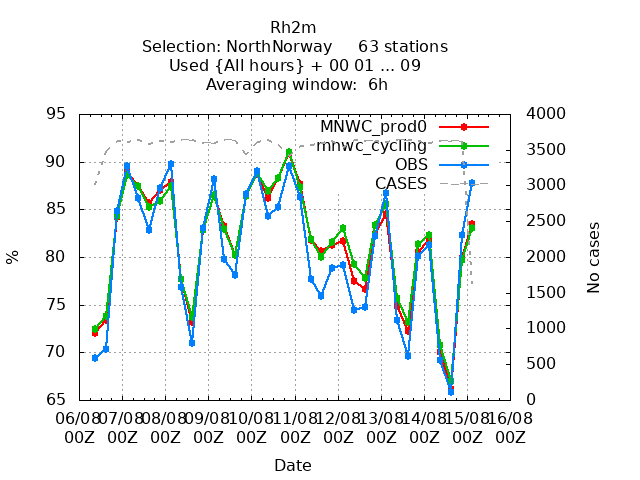 Rh2m
Selection: NorthNorway 63 stations
Used {All hours} + 00 01 ... 09
Averaging window: 6h
95 4000
MNWC_prod0
mnwc_cycling
OBS
CASES
90 3500
85 3000
2500
80 2000
75 1500
1000
70 500
65 0
%
No cases
06/08 07/08 08/08 09/08 10/08 11/08 12/08 13/08 14/08 15/08 16/08
00Z 00Z 00Z 00Z 00Z 00Z 00Z 00Z 00Z 00Z 00Z
Date